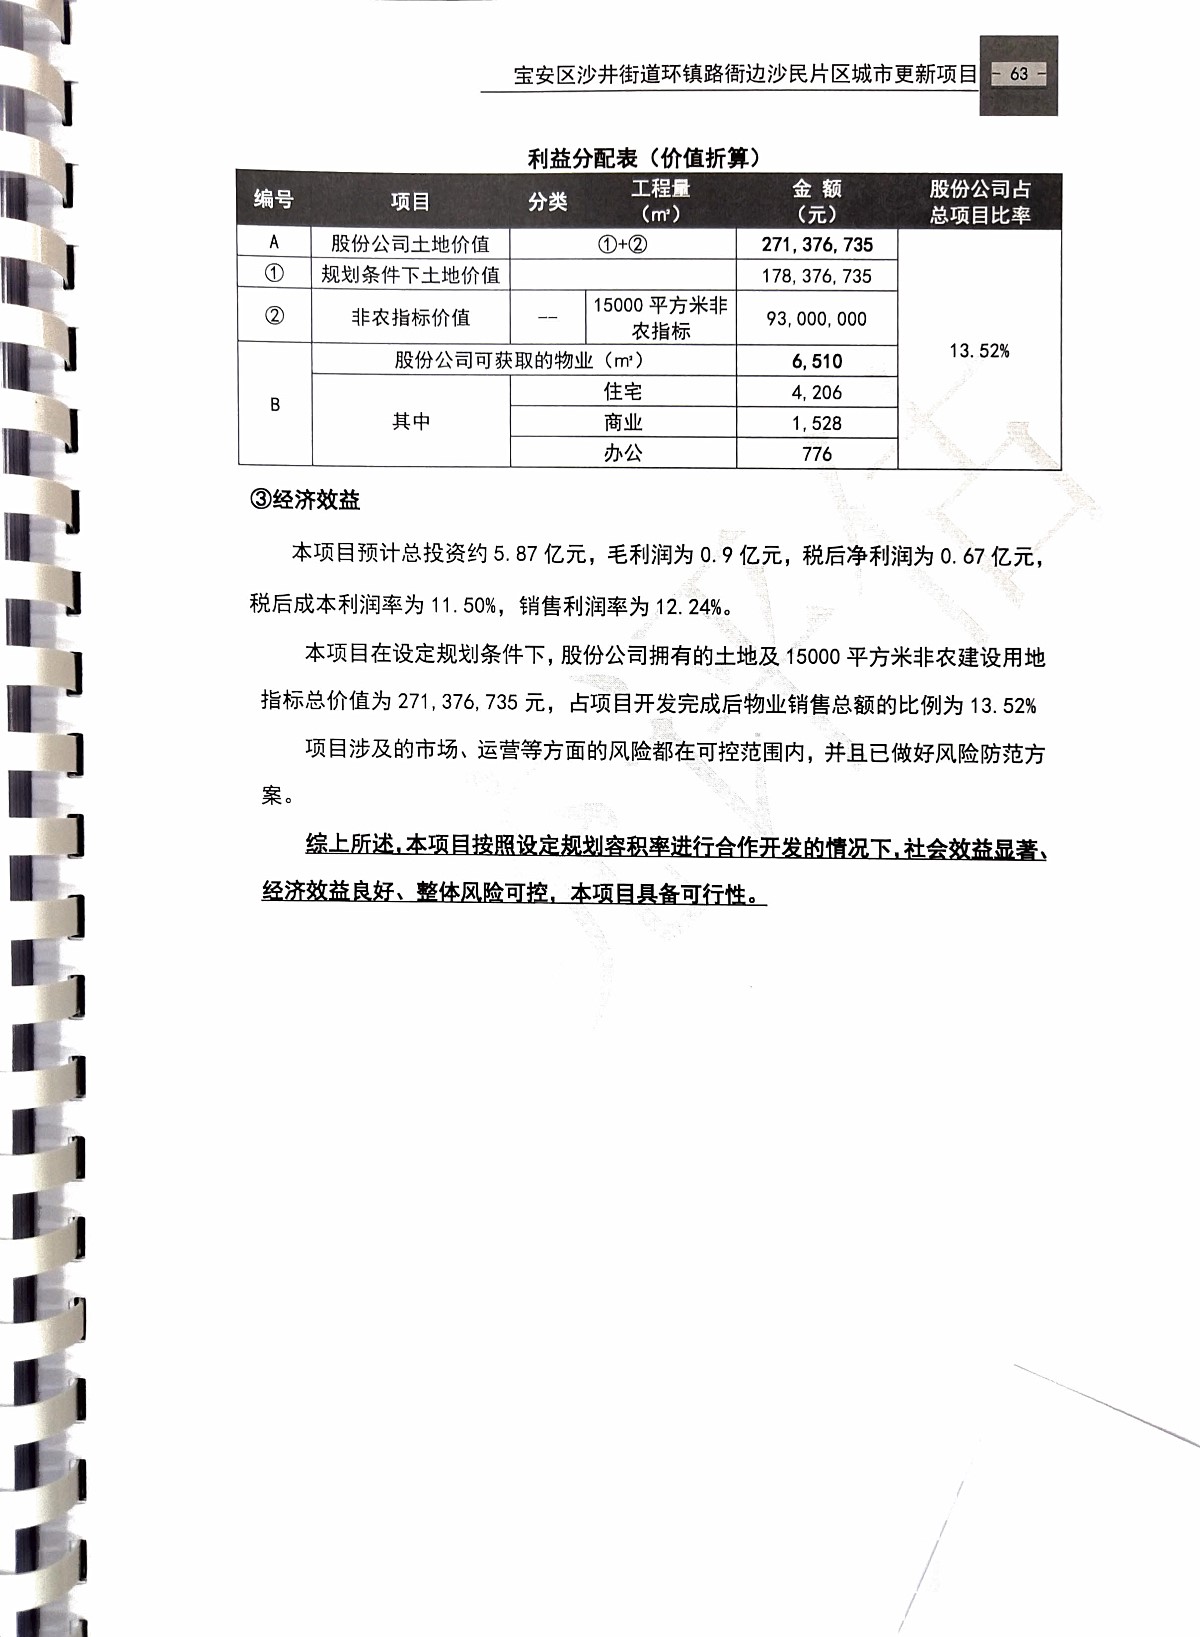 宝安区沙井街道环镇路衙边沙民片区城市更新项目 - 63 -
利益分配表（价值折算）
编号 项目 分类 工程量（㎡） 金 额（元） 股份公司占总项目比率
A 股份公司土地价值 ①+② 271,376,735
① 规划条件下土地价值 178,376,735
② 非农指标价值 -- 15000 平方米非农指标 93,000,000
13.52%
B 股份公司可获取的物业（㎡） 6,510
其中 住宅 4,206
商业 1,528
办公 776
③经济效益
本项目预计总投资约 5.87 亿元，毛利润为 0.9 亿元，税后净利润为 0.67 亿元，
税后成本利润率为 11.50%，销售利润率为 12.24%。
本项目在设定规划条件下，股份公司拥有的土地及 15000 平方米非农建设用地
指标总价值为 271,376,735 元，占项目开发完成后物业销售总额的比例为 13.52%
项目涉及的市场、运营等方面的风险都在可控范围内，并且已做好风险防范方
案。
综上所述，本项目按照设定规划容积率进行合作开发的情况下，社会效益显著、
经济效益良好、整体风险可控，本项目具备可行性。